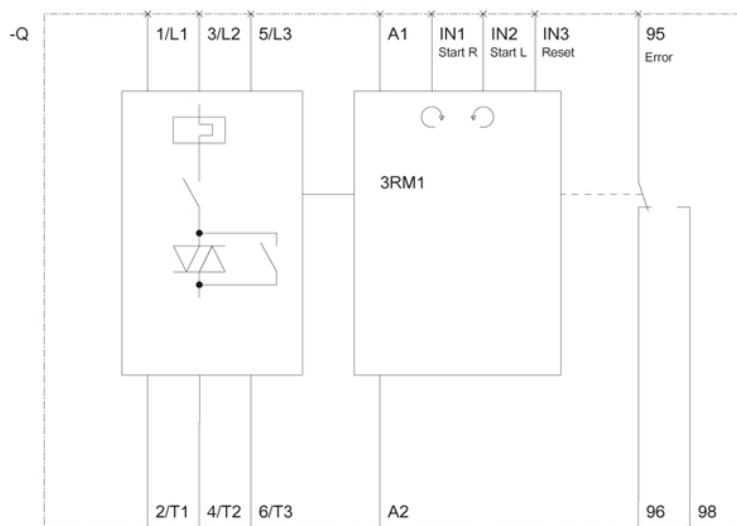 -Q 1/L1 3/L2 5/L3 A1 IN1 IN2 IN3 95
Start R Start L Reset Error
3RM1
2/T1 4/T2 6/T3 A2 96 98